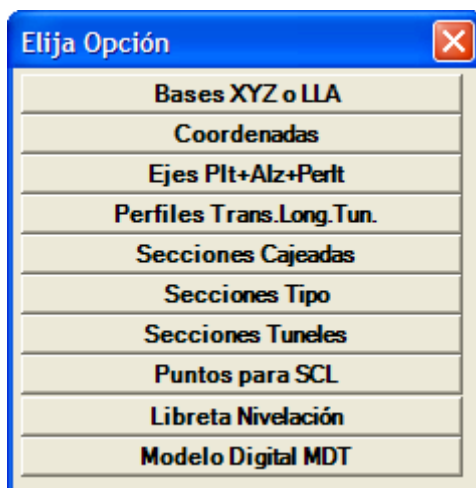 Elija Opción
Bases XYZ o LLA
Coordenadas
Ejes Plt+Alz+Perlt
Perfiles Trans.Long.Tun.
Secciones Cajeadas
Secciones Tipo
Secciones Tuneles
Puntos para SCL
Libreta Nivelación
Modelo Digital MDT